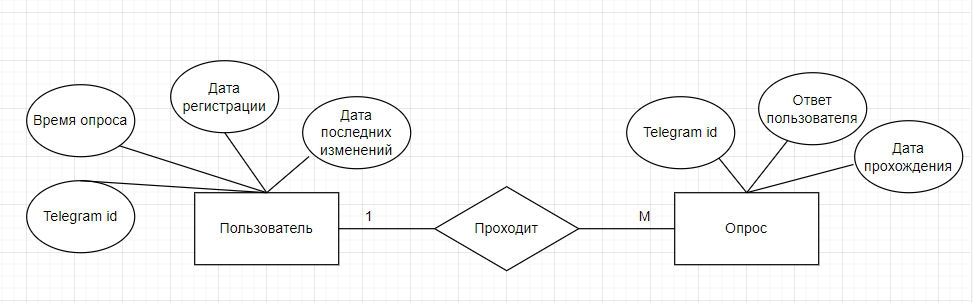 Время опроса
Дата
регистрации
Дата
последних
изменений
Telegram id
Пользователь
1
Проходит
М
Telegram id
Ответ
пользователя
Дата
прохождения
Опрос